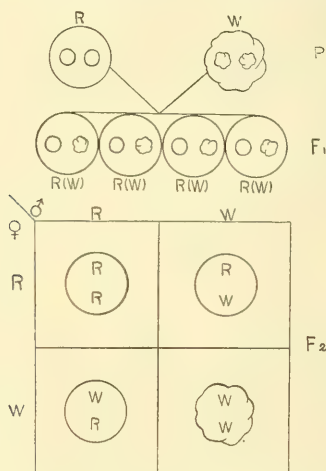 R W P
F1
R(W) R(W) R(W) R(W)
♂ R W
♀
R R R
R W
F2
W W W
R W